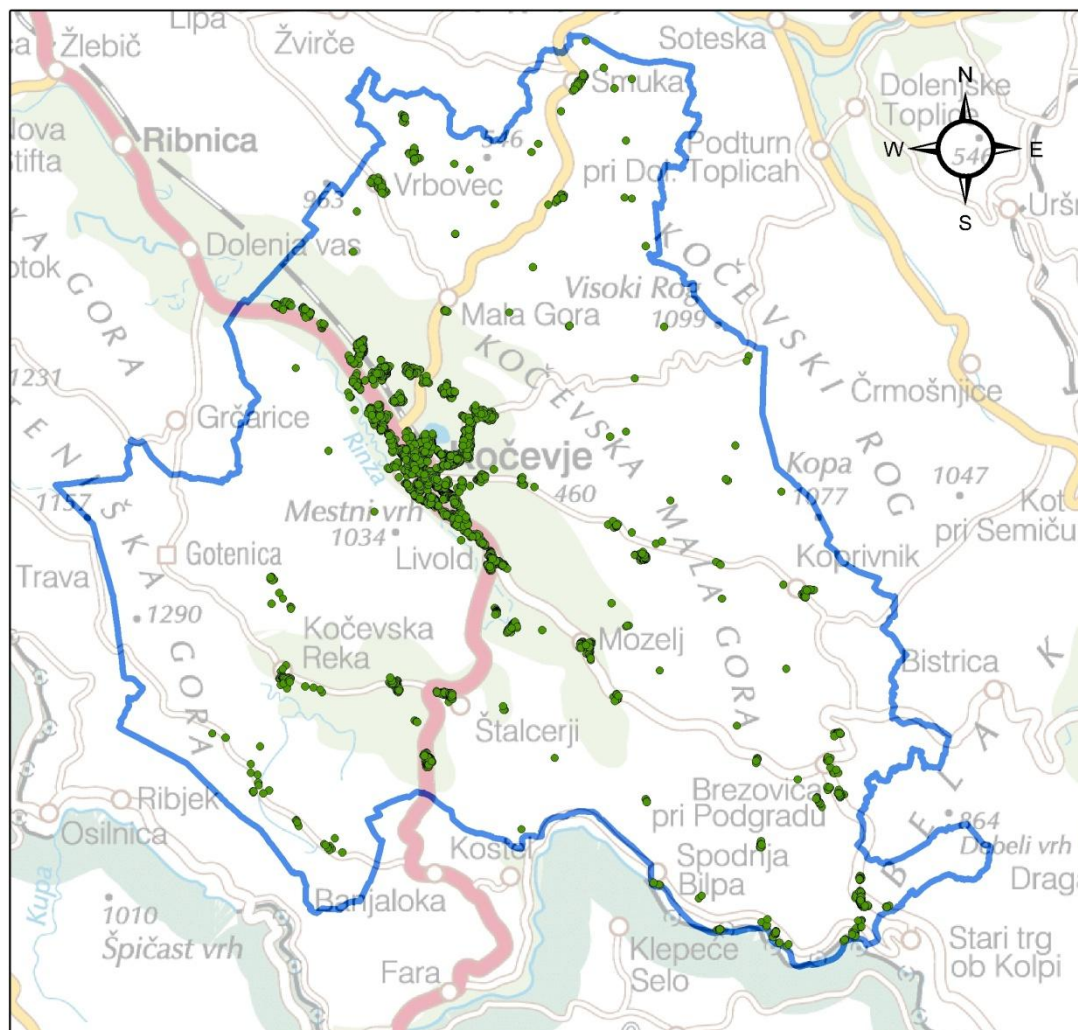 Lipa
Žlebič
Žvirče
Soteska
Smuka
Dolenjske
Toplice
Nova
Štifta
Ribnica
546
Podturn
pri Dol. Toplicah
N
W
E
S
546
Vrbovec
963
Dolenja vas
Visoki Rog
1099
Mala Gora
KOČEVSKI ROG
KOČEVSKA MALA GORA
1231
Grčarice
Črmošnjice
Rinža
Kočevje
460
Kopa
1077
1047
Kot
pri Semiču
1157
Mestni vrh
1034
Gotenica
Livold
Trava
Koprivnik
1290
Kočevska
Reka
Mozelj
Bistrica
Štalcerji
Ribjek
Osilnica
Brezovica
pri Podgradu
864
Debeli vrh
Kostel
Spodnja
Bilpa
Banjaloka
Kupa
1010
Špičast vrh
Klepeče
Selo
Stari trg
ob Kolpi
Fara